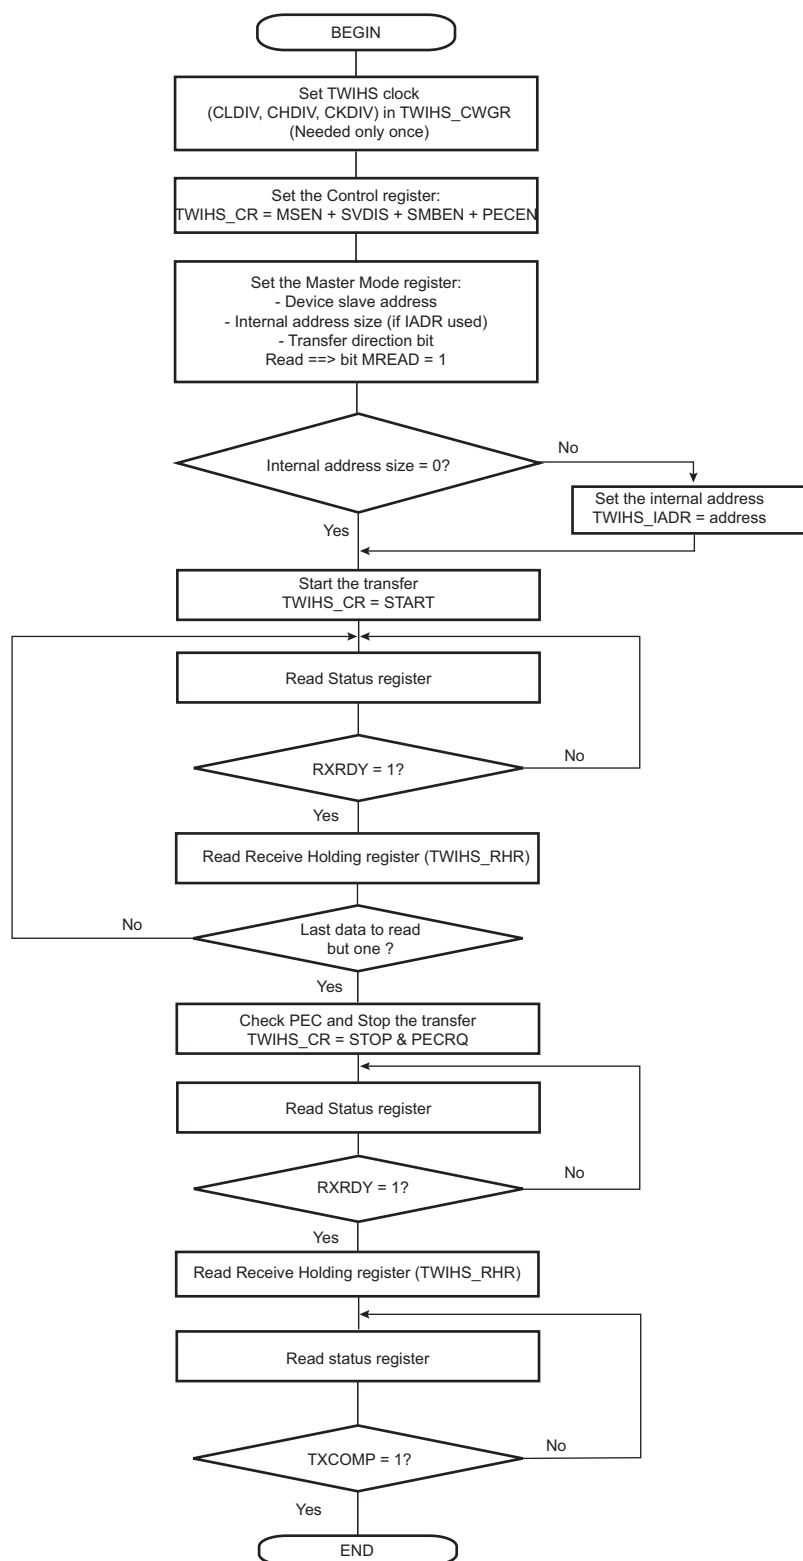 BEGIN
Set TWIHS clock
(CLDIV, CHDIV, CKDIV) in TWIHS_CWGR
(Needed only once)
Set the Control register:
TWIHS_CR = MSEN + SVDIS + SMBEN + PECEN
Set the Master Mode register:
- Device slave address
- Internal address size (if IADR used)
- Transfer direction bit
Read ==> bit MREAD = 1
Internal address size = 0?
No
Set the internal address
TWIHS_IADR = address
Yes
Start the transfer
TWIHS_CR = START
Read Status register
RXRDY = 1?
No
Yes
Read Receive Holding register (TWIHS_RHR)
Last data to read
but one ?
No
Yes
Check PEC and Stop the transfer
TWIHS_CR = STOP & PECRQ
Read Status register
RXRDY = 1?
No
Yes
Read Receive Holding register (TWIHS_RHR)
Read status register
TXCOMP = 1?
No
Yes
END